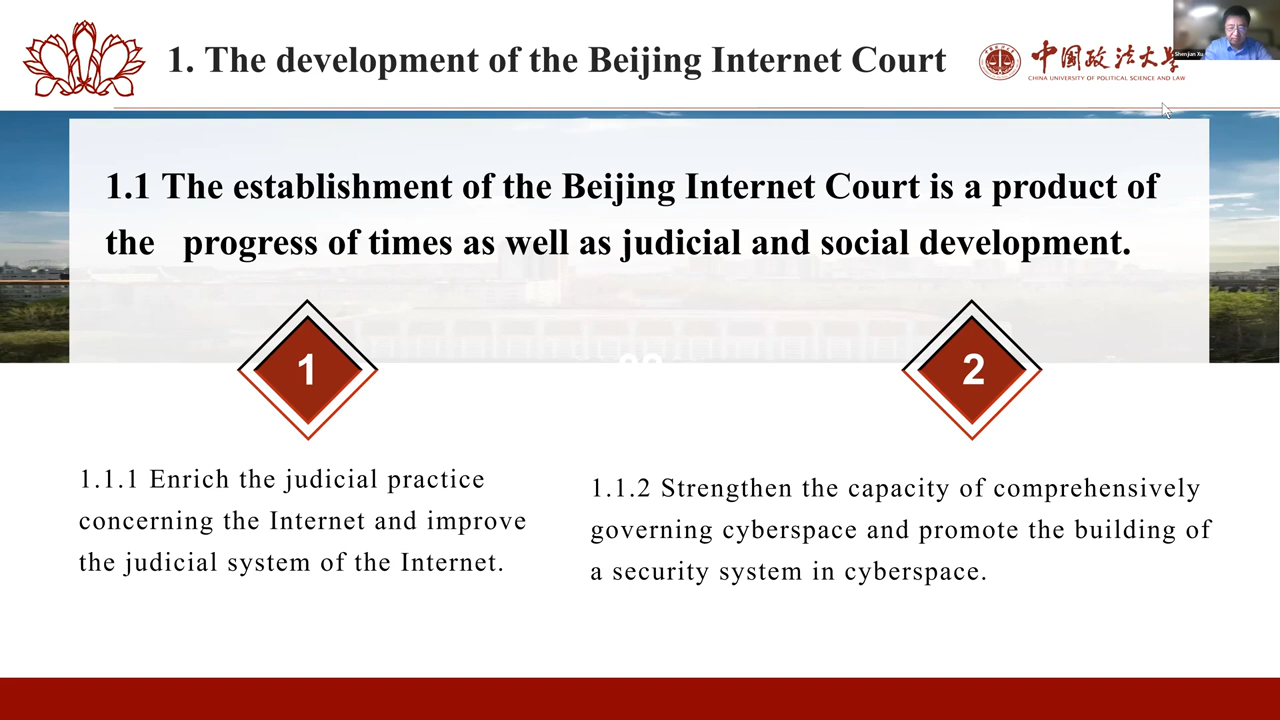 1. The development of the Beijing Internet Court
中国政法大学
CHINA UNIVERSITY OF POLITICAL SCIENCE AND LAW
Shenjian Xu
1.1 The establishment of the Beijing Internet Court is a product of
the progress of times as well as judicial and social development.
1
2
1.1.1 Enrich the judicial practice
concerning the Internet and improve
the judicial system of the Internet.
1.1.2 Strengthen the capacity of comprehensively
governing cyberspace and promote the building of
a security system in cyberspace.